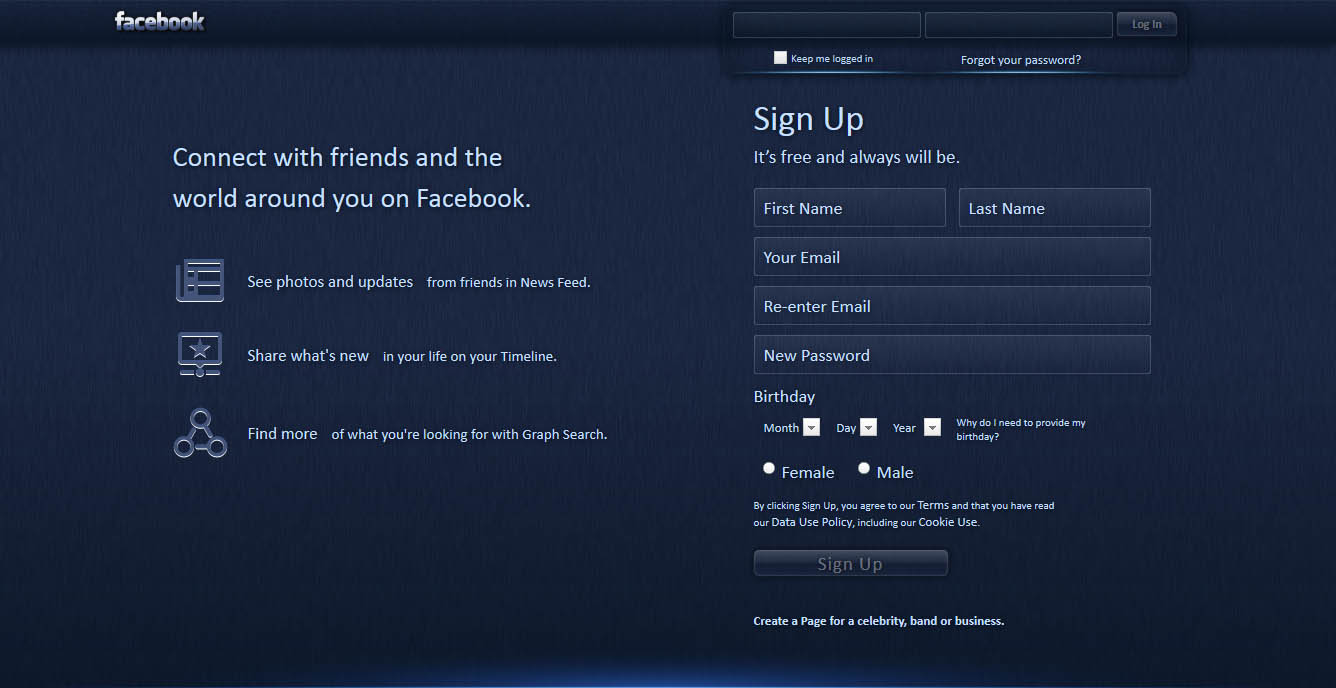 facebook
Log In
Keep me logged in
Forgot your password?
Connect with friends and the
world around you on Facebook.
See photos and updates from friends in News Feed.
Share what's new in your life on your Timeline.
Find more of what you're looking for with Graph Search.
Sign Up
It’s free and always will be.
First Name
Last Name
Your Email
Re-enter Email
New Password
Birthday
Month
Day
Year
Why do I need to provide my
birthday?
Female
Male
By clicking Sign Up, you agree to our Terms and that you have read
our Data Use Policy, including our Cookie Use.
Sign Up
Create a Page for a celebrity, band or business.